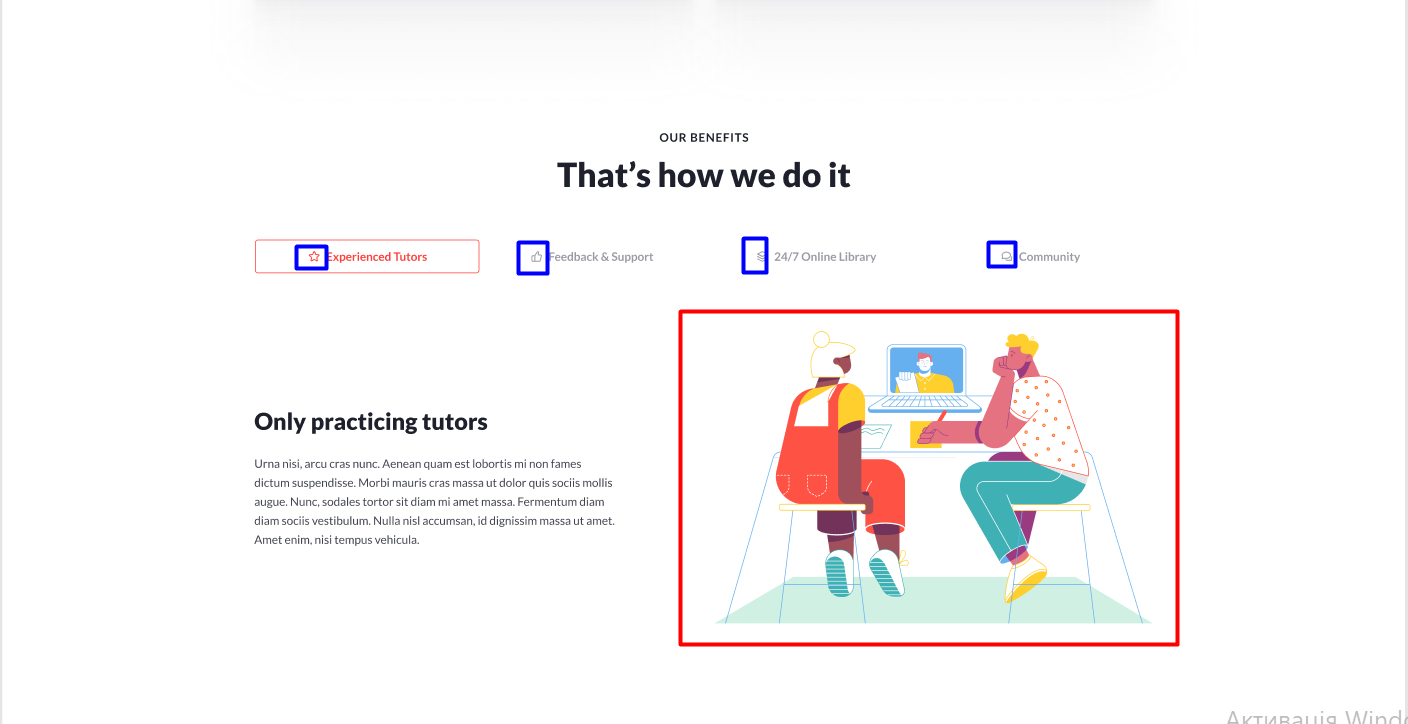 OUR BENEFITS
That’s how we do it
Experienced Tutors
Feedback & Support
24/7 Online Library
Community
Only practicing tutors
Urna nisi, arcu cras nunc. Aenean quam est lobortis mi non fames
dictum suspendisse. Morbi mauris cras massa ut dolor quis sociis mollis
augue. Nunc, sodales tortor sit diam mi amet massa. Fermentum diam
diam sociis vestibulum. Nulla nisl accumsan, id dignissim massa ut amet.
Amet enim, nisi tempus vehicula.
Активація Windo